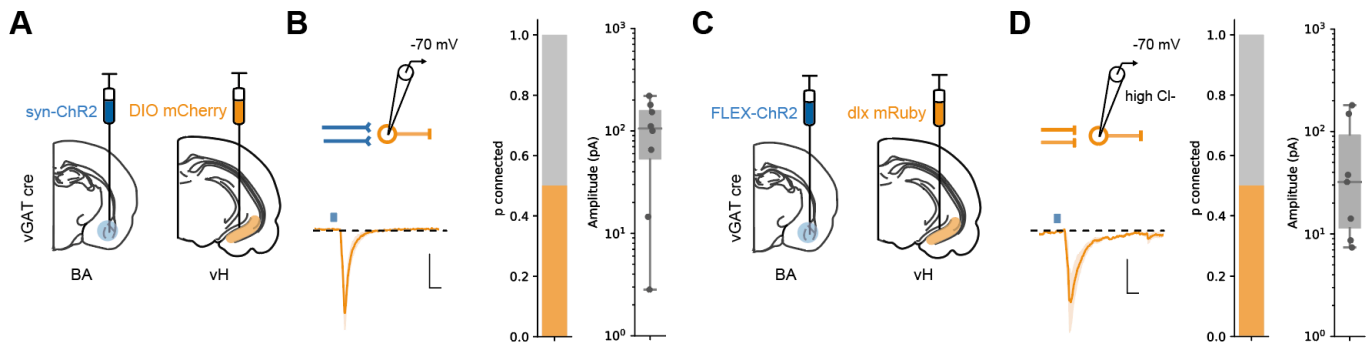 A
syn-ChR2
DIO mCherry
vGAT cre
BA
vH
B
-70 mV
p connected
1.0
0.8
0.6
0.4
0.2
0.0
Amplitude (pA)
10³
10²
10¹
10⁰
C
FLEX-ChR2
dlx mRuby
vGAT cre
BA
vH
D
-70 mV
high Cl-
p connected
1.0
0.8
0.6
0.4
0.2
0.0
Amplitude (pA)
10³
10²
10¹
10⁰